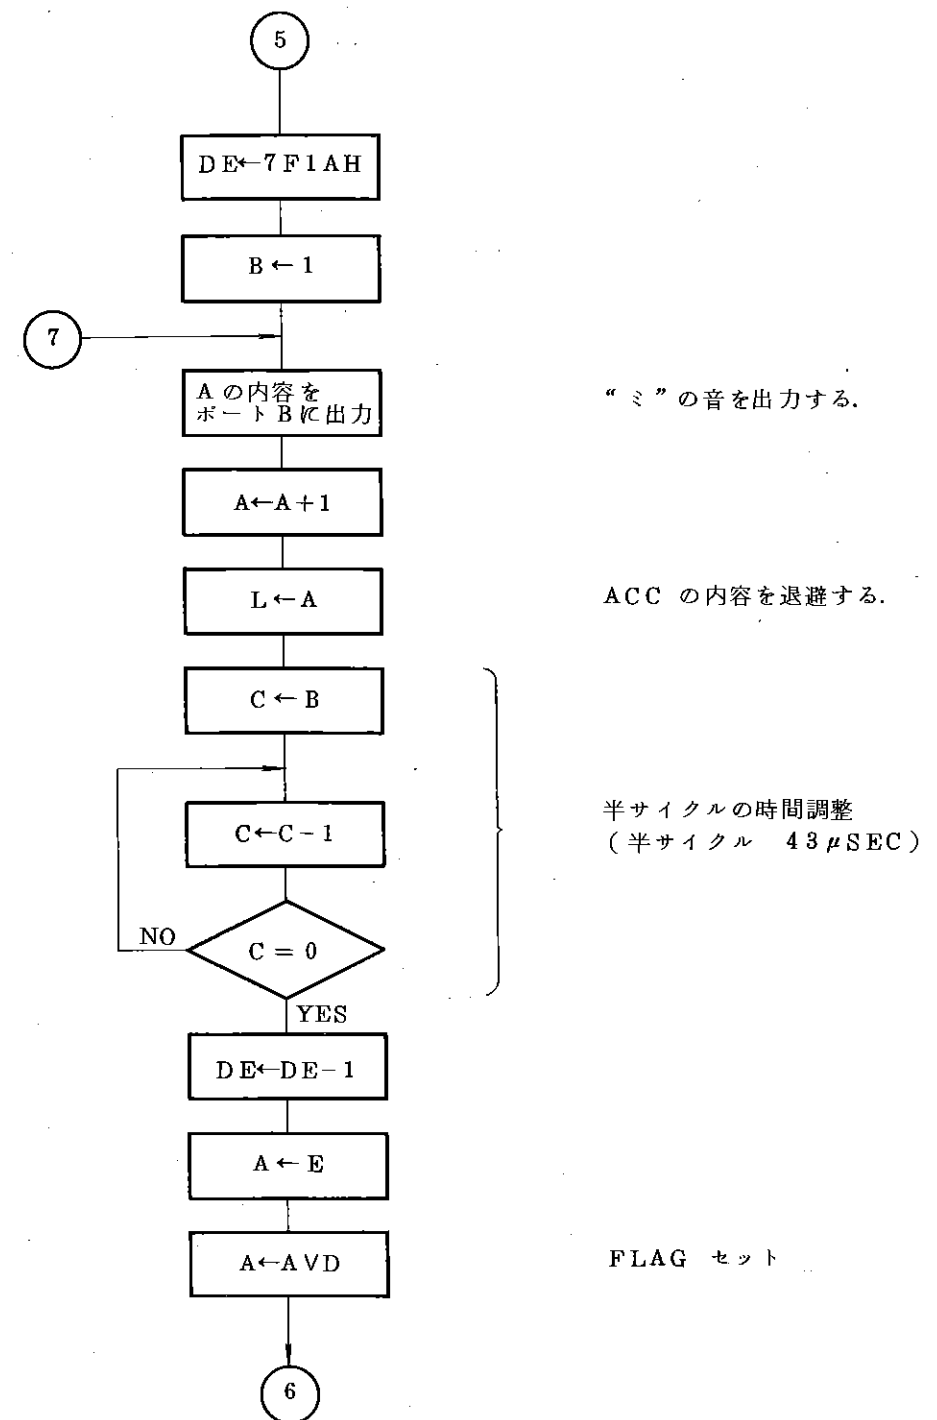 5
DE←7F1AH
B←1
7
Aの内容を
ポートBに出力
“ミ”の音を出力する.
A←A+1
L←A
ACC の内容を退避する.
C←B
C←C-1
半サイクルの時間調整
(半サイクル 43μSEC)
NO
C = 0
YES
DE←DE-1
A←E
A←A∨D
FLAG セット
6